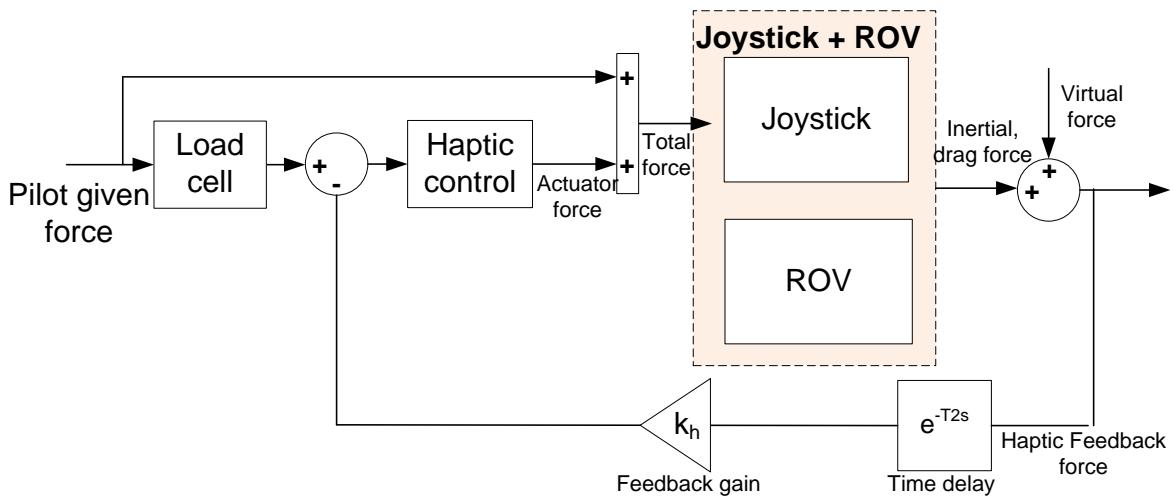 Joystick + ROV
Joystick
ROV
Load
cell
+
-
Haptic
control
+
+
Pilot given
force
Actuator
force
Total
force
Inertial,
drag force
Virtual
force
+
+
k_h
Feedback gain
e^-T2s
Time delay
Haptic Feedback
force